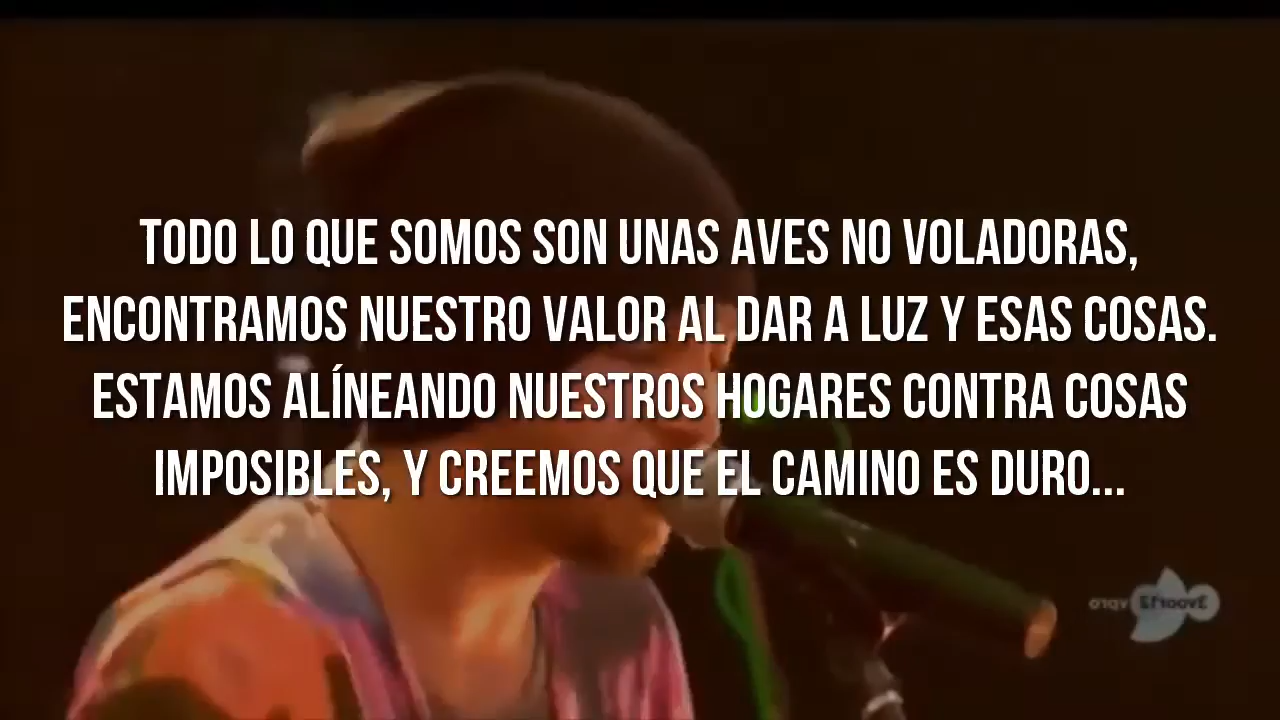 TODO LO QUE SOMOS SON UNAS AVES NO VOLADORAS,
ENCONTRAMOS NUESTRO VALOR AL DAR A LUZ Y ESAS COSAS.
ESTAMOS ALÍNEANDO NUESTROS HOGARES CONTRA COSAS
IMPOSIBLES, Y CREEMOS QUE EL CAMINO ES DURO...